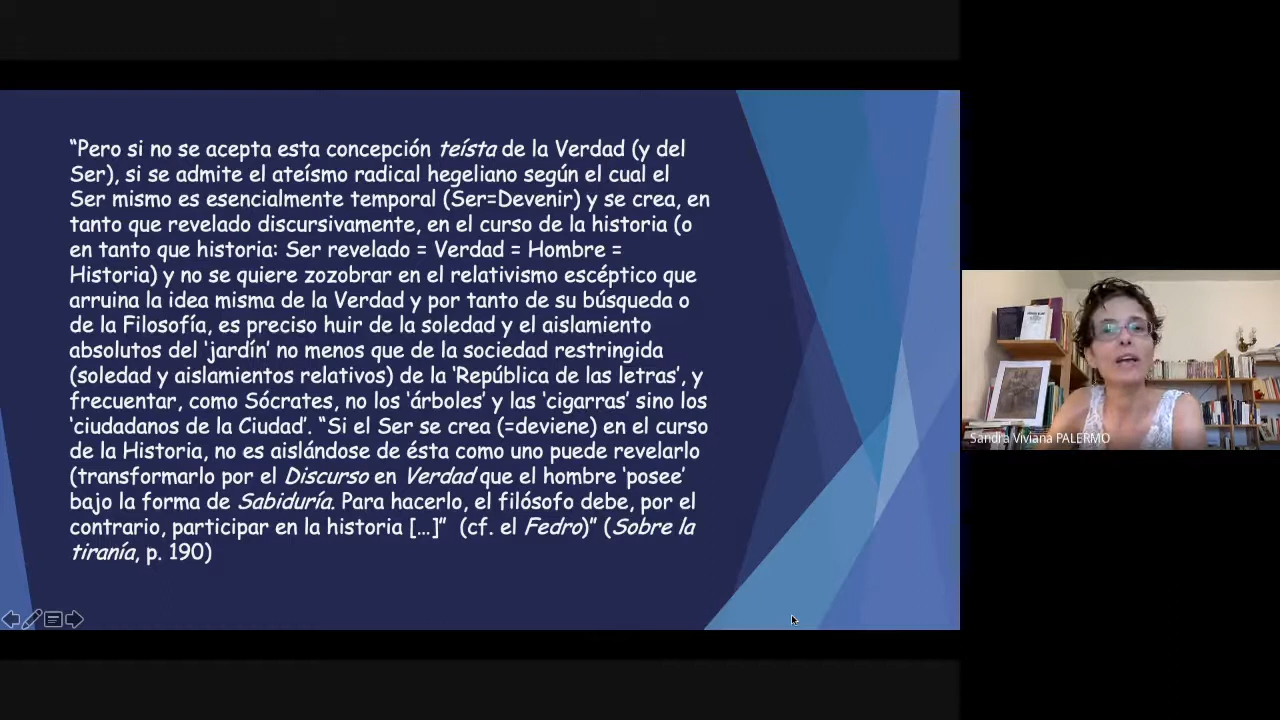 “Pero si no se acepta esta concepción teísta de la Verdad (y del
Ser), si se admite el ateísmo radical hegeliano según el cual el
Ser mismo es esencialmente temporal (Ser=Devenir) y se crea, en
tanto que revelado discursivamente, en el curso de la historia (o
en tanto que historia: Ser revelado = Verdad = Hombre =
Historia) y no se quiere zozobrar en el relativismo escéptico que
arruina la idea misma de la Verdad y por tanto de su búsqueda o
de la Filosofía, es preciso huir de la soledad y el aislamiento
absolutos del ‘jardín’ no menos que de la sociedad restringida
(soledad y aislamientos relativos) de la ‘República de las letras’, y
frecuentar, como Sócrates, no los ‘árboles’ y las ‘cigarras’ sino los
‘ciudadanos de la Ciudad’. “Si el Ser se crea (=deviene) en el curso
de la Historia, no es aislándose de ésta como uno puede revelarlo
(transformarlo por el Discurso en Verdad que el hombre ‘posee’
bajo la forma de Sabiduría. Para hacerlo, el filósofo debe, por el
contrario, participar en la historia [...]” (cf. el Fedro)” (Sobre la
tiranía, p. 190)
Sandra Viviana PALERMO